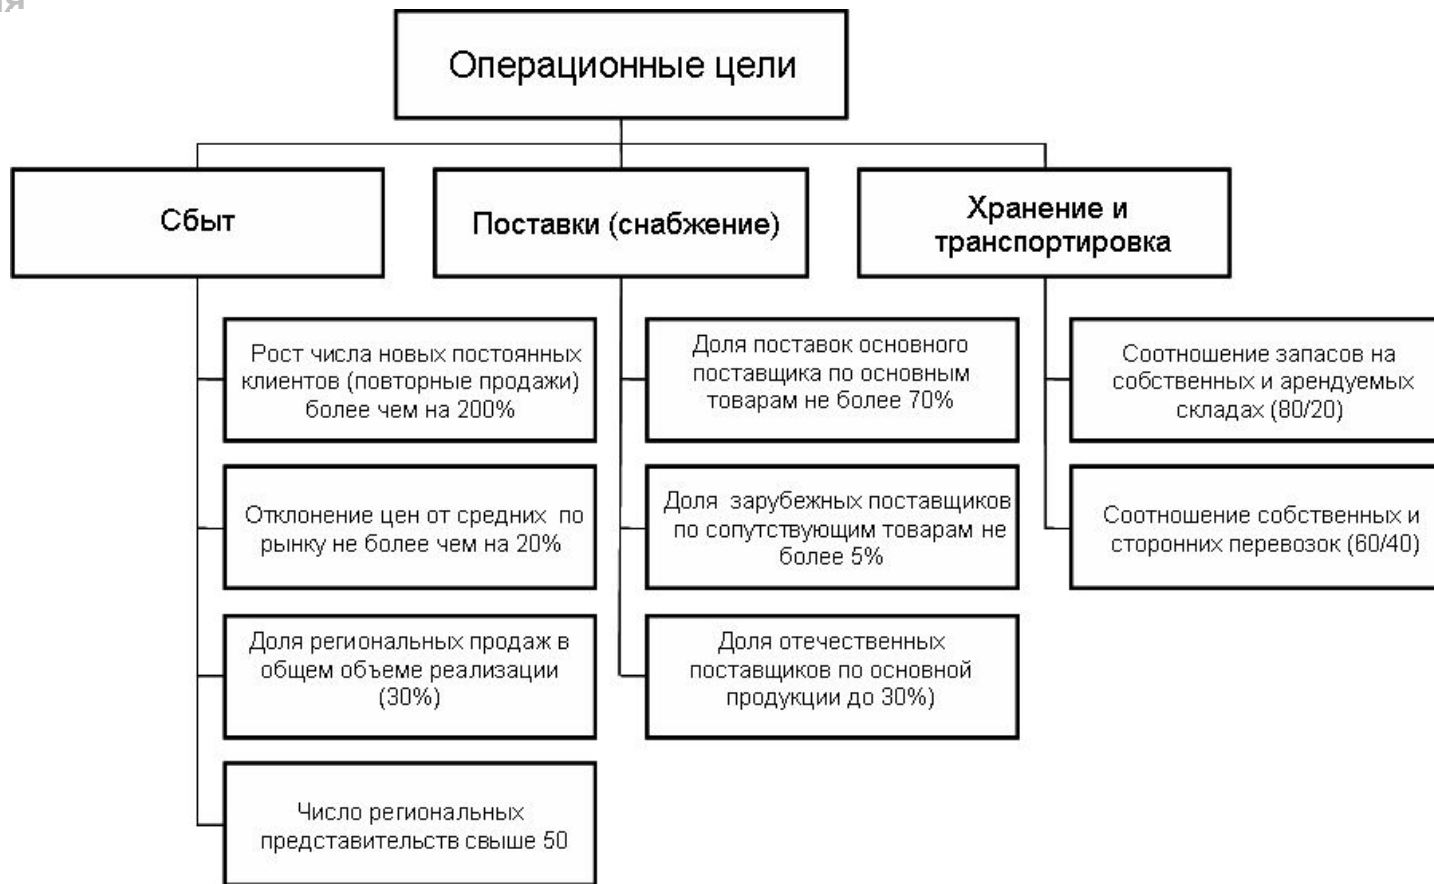 ия
Операционные цели
Сбыт
Рост числа новых постоянных
клиентов (повторные продажи)
более чем на 200%
Отклонение цен от средних по
рынку не более чем на 20%
Доля региональных продаж в
общем объеме реализации
(30%)
Число региональных
представительств свыше 50
Поставки (снабжение)
Доля поставок основного
поставщика по основным
товарам не более 70%
Доля зарубежных поставщиков
по сопутствующим товарам не
более 5%
Доля отечественных
поставщиков по основной
продукции до 30%)
Хранение и
транспортировка
Соотношение запасов на
собственных и арендуемых
складах (80/20)
Соотношение собственных и
сторонних перевозок (60/40)